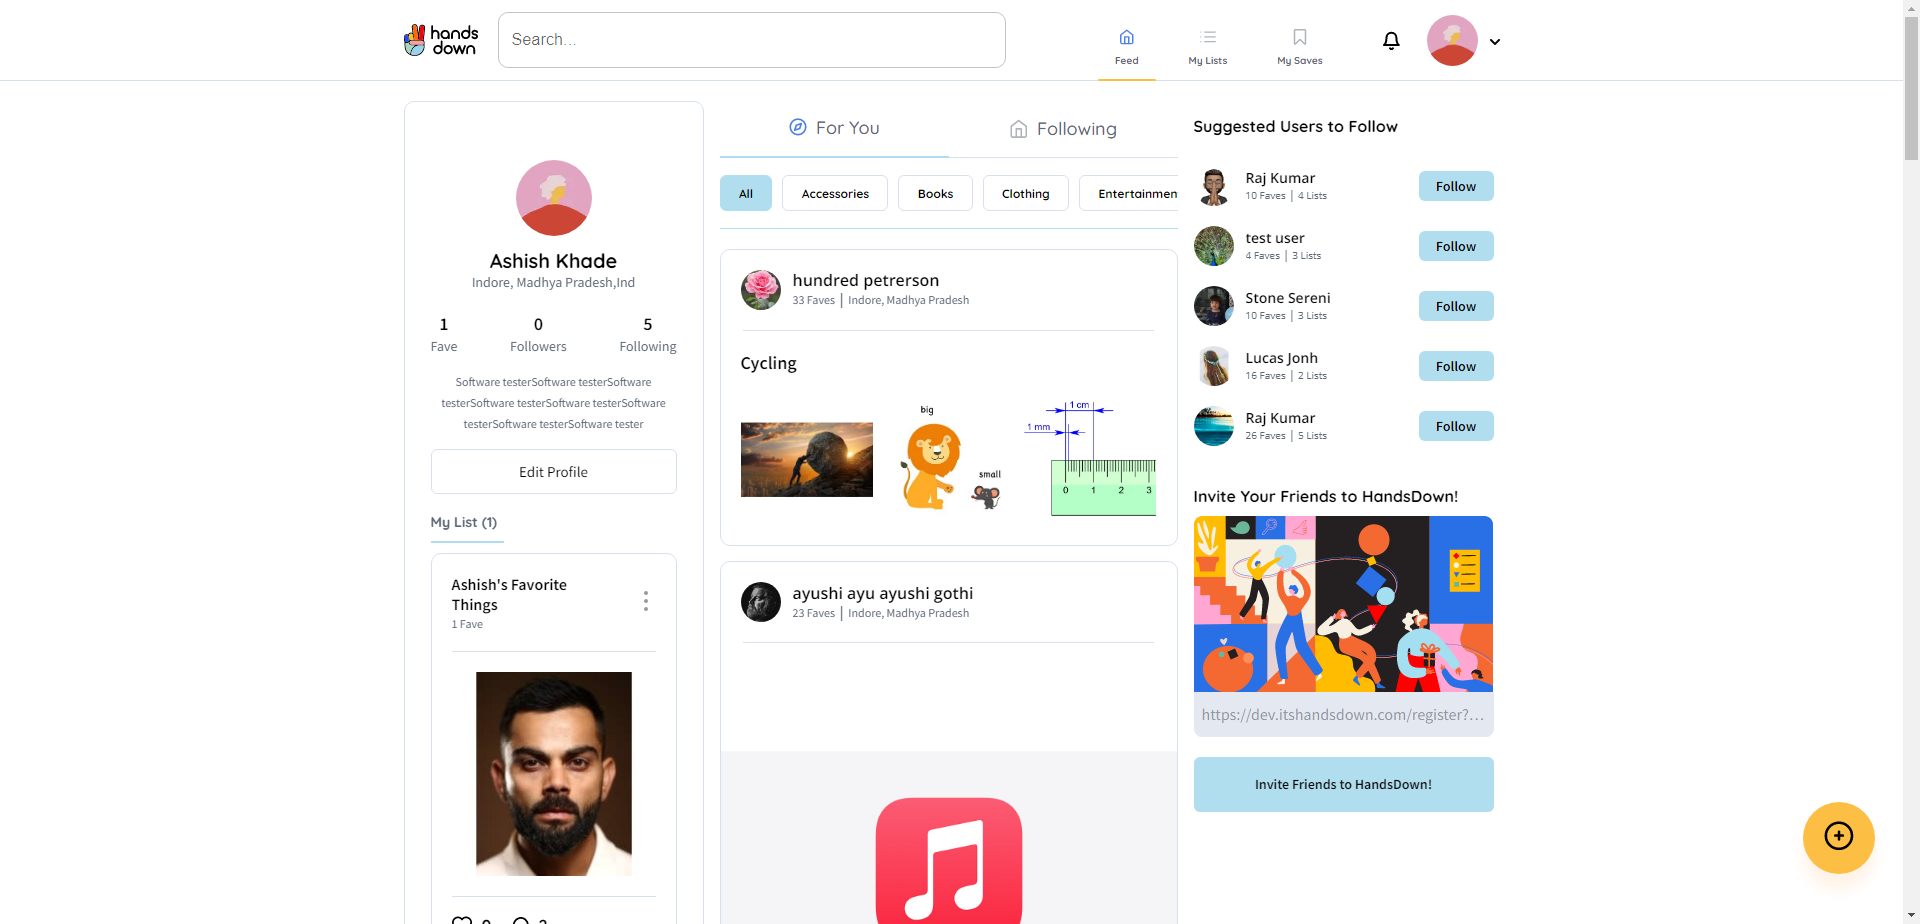 hands
down
Search...
Feed
My Lists
My Saves
Ashish Khade
Indore, Madhya Pradesh,Ind
1
0
5
Fave
Followers
Following
Software testerSoftware testerSoftware
testerSoftware testerSoftware testerSoftware
testerSoftware testerSoftware tester
Edit Profile
My List (1)
Ashish's Favorite
Things
1 Fave
For You
Following
All
Accessories
Books
Clothing
Entertainmen
hundred petrerson
33 Faves | Indore, Madhya Pradesh
Cycling
big
small
1 cm
1 mm
0 1 2 3
ayushi ayu ayushi gothi
23 Faves | Indore, Madhya Pradesh
Suggested Users to Follow
Raj Kumar
10 Faves | 4 Lists
Follow
test user
4 Faves | 3 Lists
Follow
Stone Sereni
10 Faves | 3 Lists
Follow
Lucas Jonh
16 Faves | 2 Lists
Follow
Raj Kumar
26 Faves | 5 Lists
Follow
Invite Your Friends to HandsDown!
https://dev.itshandsdown.com/register?...
Invite Friends to HandsDown!